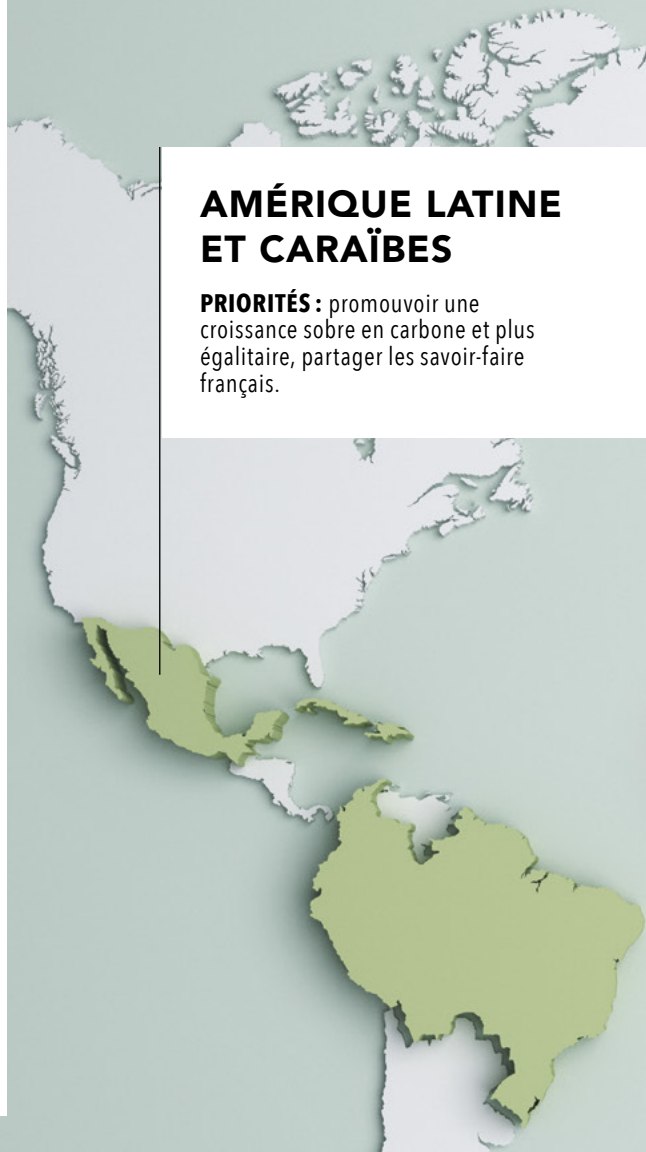 AMÉRIQUE LATINE
ET CARAÏBES
PRIORITÉS : promouvoir une
croissance sobre en carbone et plus
égalitaire, partager les savoir-faire
français.